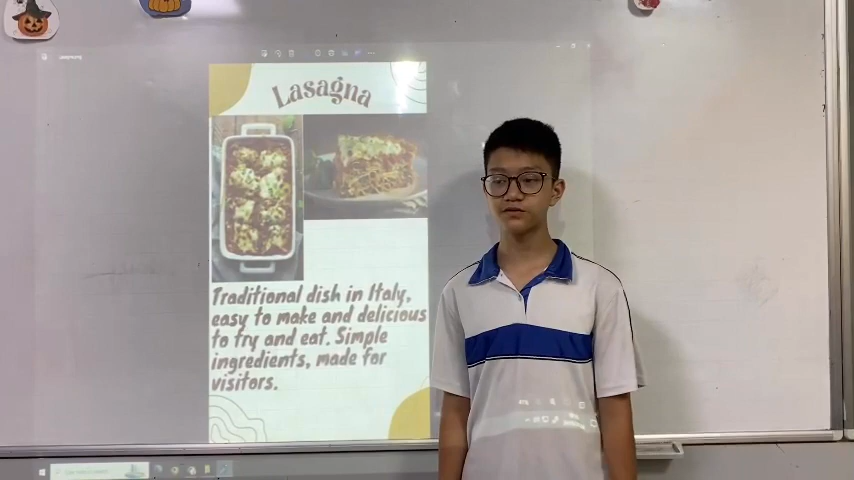 Lasagna
Traditional dish in Italy,
easy to make and delicious
to try and eat. Simple
ingredients, made for
visitors.